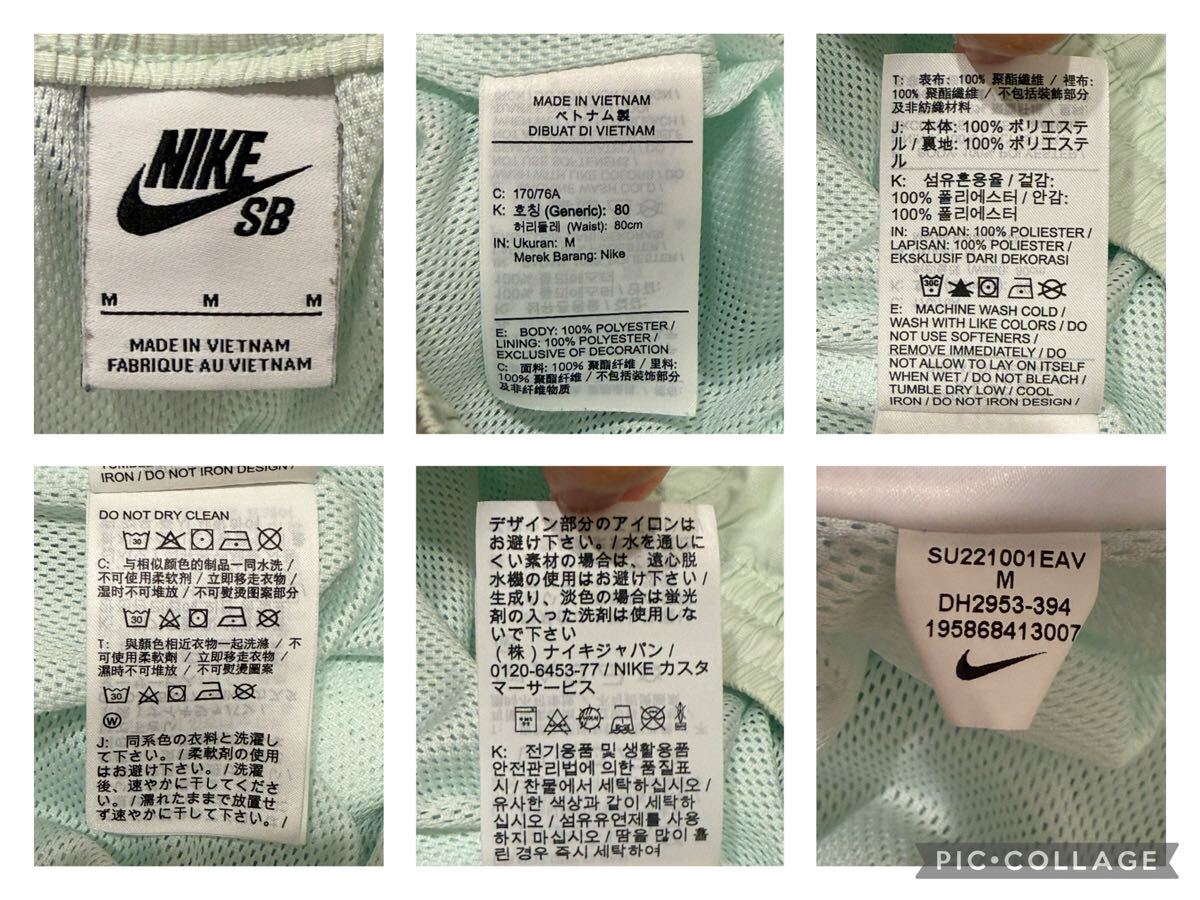 NIKE
SB
M M M
MADE IN VIETNAM
FABRIQUE AU VIETNAM
MADE IN VIETNAM
ベトナム製
DIBUAT DI VIETNAM
C: 170/76A
K: 호칭 (Generic): 80
허리둘레 (Waist): 80cm
IN: Ukuran: M
Merek Barang: Nike
E: BODY: 100% POLYESTER /
LINING: 100% POLYESTER /
EXCLUSIVE OF DECORATION
C: 面料: 100% 聚酯纤维 / 里料:
100% 聚酯纤维 / 不包括装饰部分
及非纺织物质
T: 表布: 100% 聚酯纖維 / 裡布:
100% 聚酯纖維 / 不包括裝飾部分
及非紡織材料
J: 本体: 100% ポリエステ
ル / 裏地: 100% ポリエステ
ル
K: 섬유혼용율 / 겉감:
100% 폴리에스터 / 안감:
100% 폴리에스터
IN: BADAN: 100% POLIESTER /
LAPISAN: 100% POLIESTER /
EKSKLUSIF DARI DEKORASI
30C
E: MACHINE WASH COLD /
WASH WITH LIKE COLORS / DO
NOT USE SOFTENERS /
REMOVE IMMEDIATELY / DO
NOT ALLOW TO LAY ON ITSELF
WHEN WET / DO NOT BLEACH /
TUMBLE DRY LOW / COOL
IRON / DO NOT IRON DESIGN /
IRON / DO NOT IRON DESIGN /
DO NOT DRY CLEAN
30
C: 与相似颜色的制品一同水洗 /
不可使用柔软剂 / 立即移走衣物 /
湿时不可堆放 / 不可熨烫图案部分
30
T: 與顏色相近衣物一起洗滌 / 不
可使用柔軟劑 / 立即移走衣物 /
濕時不可堆放 / 不可熨燙圖案
30
W
J: 同系色の衣料と洗濯し
て下さい。/ 柔軟剤の使用
はお避け下さい。/ 洗濯
後、速やかに干してくださ
い。/ 濡れたままで放置せ
ず速やかに干して下さい。/
デザイン部分のアイロンは
お避け下さい。/ 水を通しに
くい素材の場合は、遠心脱
水機の使用はお避け下さい /
生成り、淡色の場合は蛍光
剤の入った洗剤は使用しな
いで下さい
(株) ナイキジャパン /
0120-6453-77 / NIKE カスタ
マーサービス
K: 전기용품 및 생활용품
안전관리법에 의한 품질표
시 / 찬물에서 세탁하십시오 /
유사한 색상과 같이 세탁하
십시오 / 섬유유연제를 사용
하지 마십시오 / 땀을 많이 흘
린 경우 즉시 세탁하여
SU221001EAV
M
DH2953-394
195868413007
PIC•COLLAGE